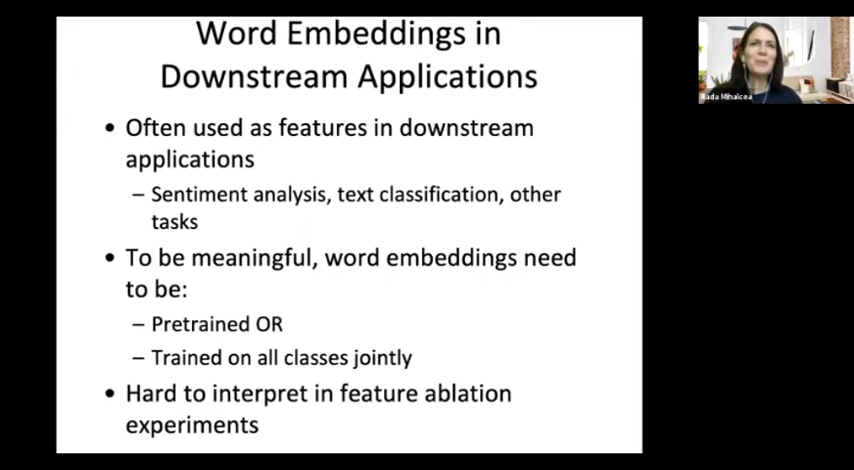 Word Embeddings in
Downstream Applications
• Often used as features in downstream
applications
– Sentiment analysis, text classification, other
tasks
• To be meaningful, word embeddings need
to be:
– Pretrained OR
– Trained on all classes jointly
• Hard to interpret in feature ablation
experiments
Rada Mihalcea